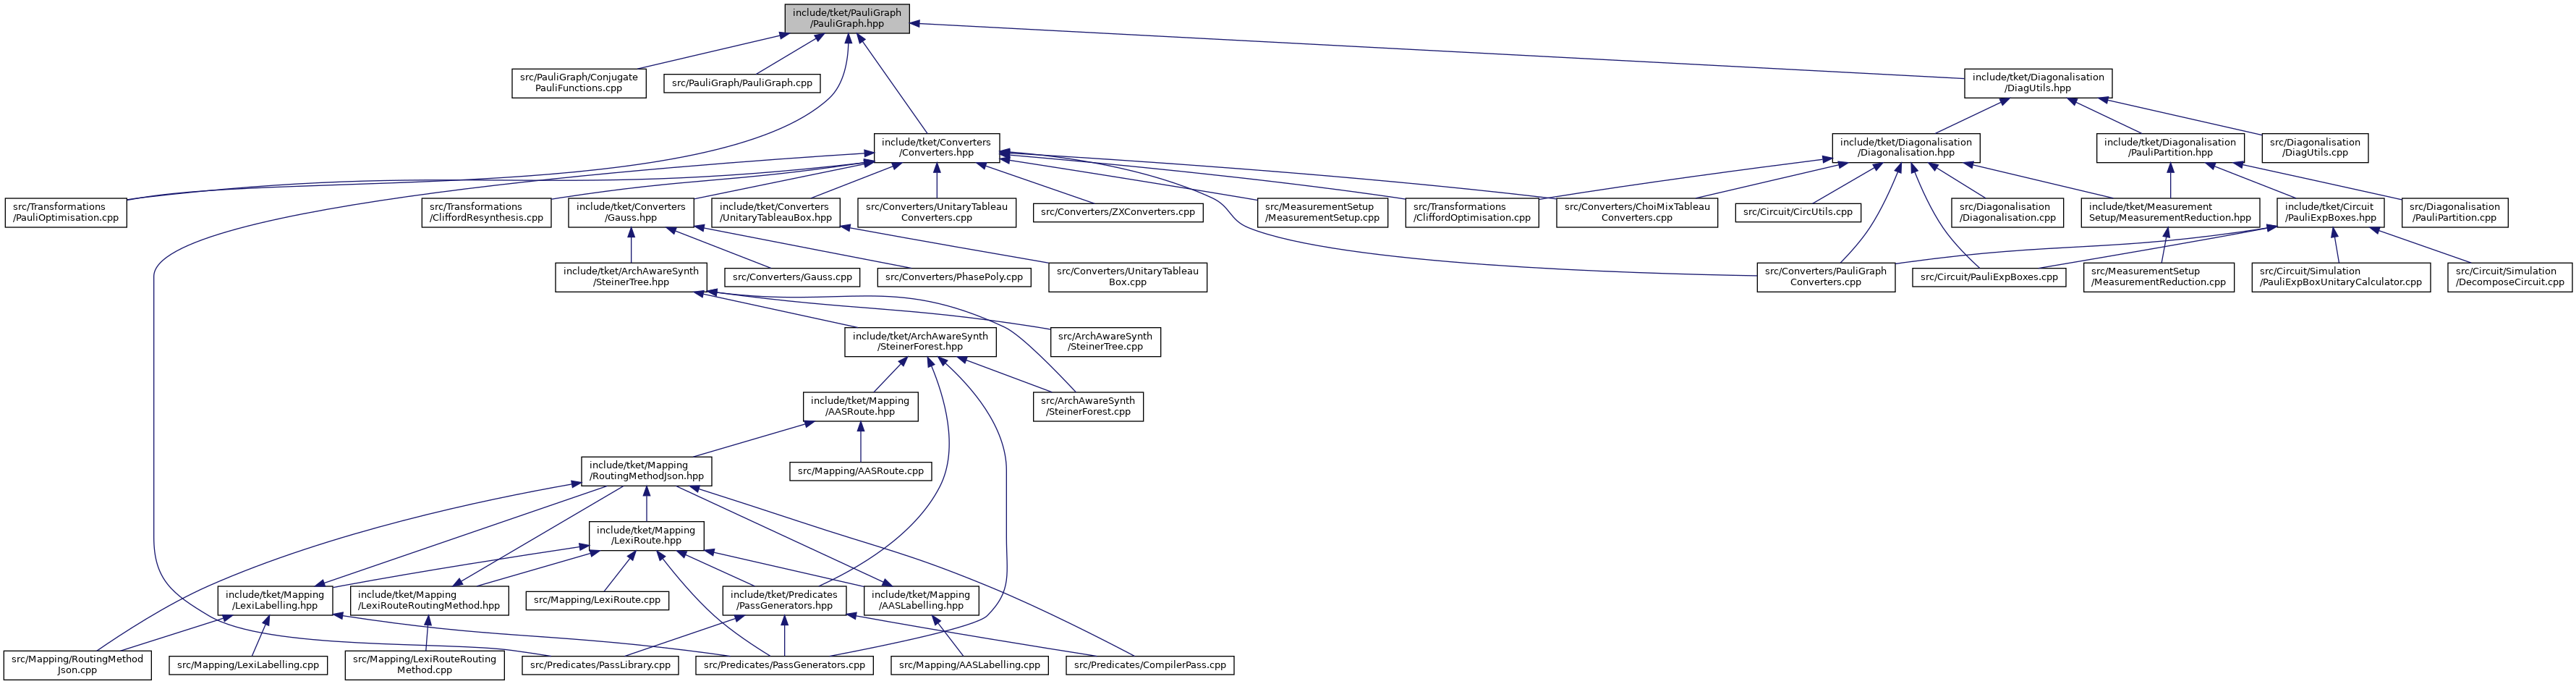 include/tket/PauliGraph
/PauliGraph.hpp
src/PauliGraph/Conjugate
PauliFunctions.cpp
src/PauliGraph/PauliGraph.cpp
include/tket/Diagonalisation
/DiagUtils.hpp
include/tket/Converters
/Converters.hpp
include/tket/Diagonalisation
/Diagonalisation.hpp
include/tket/Diagonalisation
/PauliPartition.hpp
src/Diagonalisation
/DiagUtils.cpp
src/Transformations
/PauliOptimisation.cpp
src/Transformations
/CliffordResynthesis.cpp
include/tket/Converters
/Gauss.hpp
include/tket/Converters
/UnitaryTableauBox.hpp
src/Converters/UnitaryTableau
Converters.cpp
src/Converters/ZXConverters.cpp
src/MeasurementSetup
/MeasurementSetup.cpp
src/Transformations
/CliffordOptimisation.cpp
src/Converters/ChoiMixTableau
Converters.cpp
src/Circuit/CircUtils.cpp
src/Diagonalisation
/Diagonalisation.cpp
include/tket/Measurement
Setup/MeasurementReduction.hpp
include/tket/Circuit
/PauliExpBoxes.hpp
src/Diagonalisation
/PauliPartition.cpp
include/tket/ArchAwareSynth
/SteinerTree.hpp
src/Converters/Gauss.cpp
src/Converters/PhasePoly.cpp
src/Converters/UnitaryTableau
Box.cpp
src/Converters/PauliGraph
Converters.cpp
src/Circuit/PauliExpBoxes.cpp
src/MeasurementSetup
/MeasurementReduction.cpp
src/Circuit/Simulation
/PauliExpBoxUnitaryCalculator.cpp
src/Circuit/Simulation
/DecomposeCircuit.cpp
include/tket/ArchAwareSynth
/SteinerForest.hpp
src/ArchAwareSynth
/SteinerTree.cpp
include/tket/Mapping
/AASRoute.hpp
src/ArchAwareSynth
/SteinerForest.cpp
include/tket/Mapping
/RoutingMethodJson.hpp
src/Mapping/AASRoute.cpp
include/tket/Mapping
/LexiRoute.hpp
include/tket/Mapping
/LexiLabelling.hpp
include/tket/Mapping
/LexiRouteRoutingMethod.hpp
src/Mapping/LexiRoute.cpp
include/tket/Predicates
/PassGenerators.hpp
include/tket/Mapping
/AASLabelling.hpp
src/Mapping/RoutingMethod
Json.cpp
src/Mapping/LexiLabelling.cpp
src/Mapping/LexiRouteRouting
Method.cpp
src/Predicates/PassLibrary.cpp
src/Predicates/PassGenerators.cpp
src/Mapping/AASLabelling.cpp
src/Predicates/CompilerPass.cpp